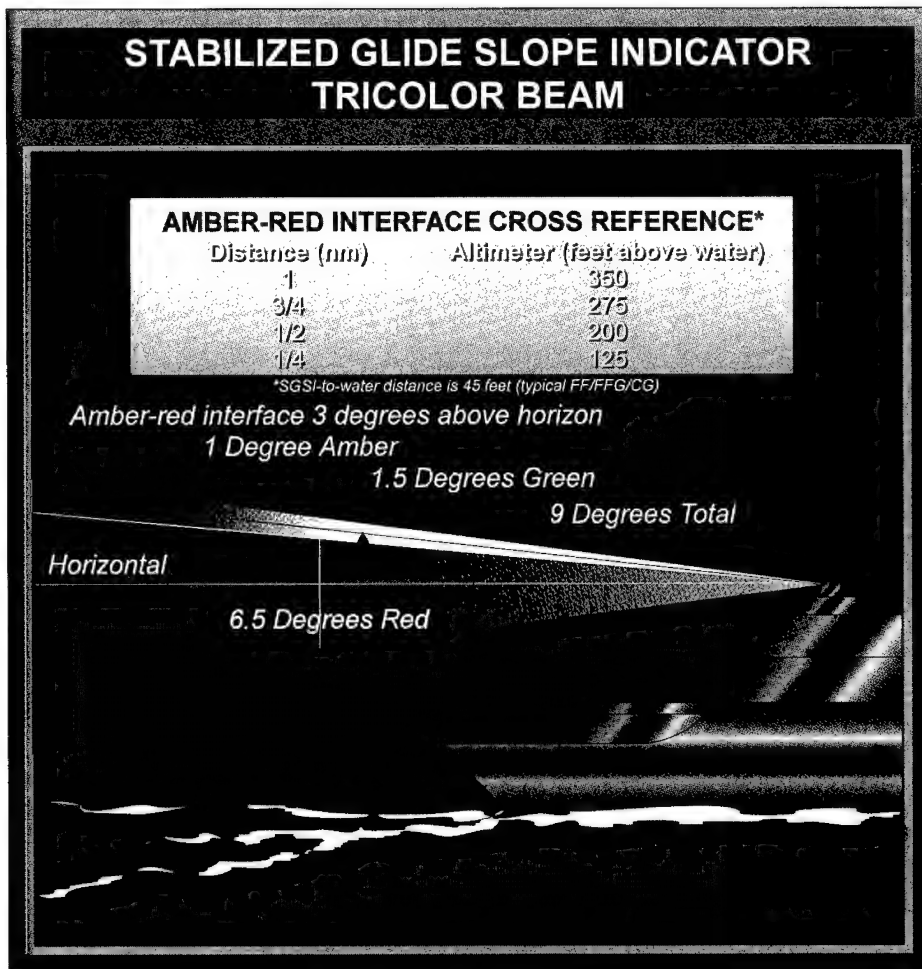 STABILIZED GLIDE SLOPE INDICATOR
TRICOLOR BEAM
AMBER-RED INTERFACE CROSS REFERENCE*
Distance (nm) Altimeter (feet above water)
1 350
3/4 275
1/2 200
1/4 125
*SGSI-to-water distance is 45 feet (typical FF/FFG/CG)
Amber-red interface 3 degrees above horizon
1 Degree Amber
1.5 Degrees Green
9 Degrees Total
Horizontal
6.5 Degrees Red